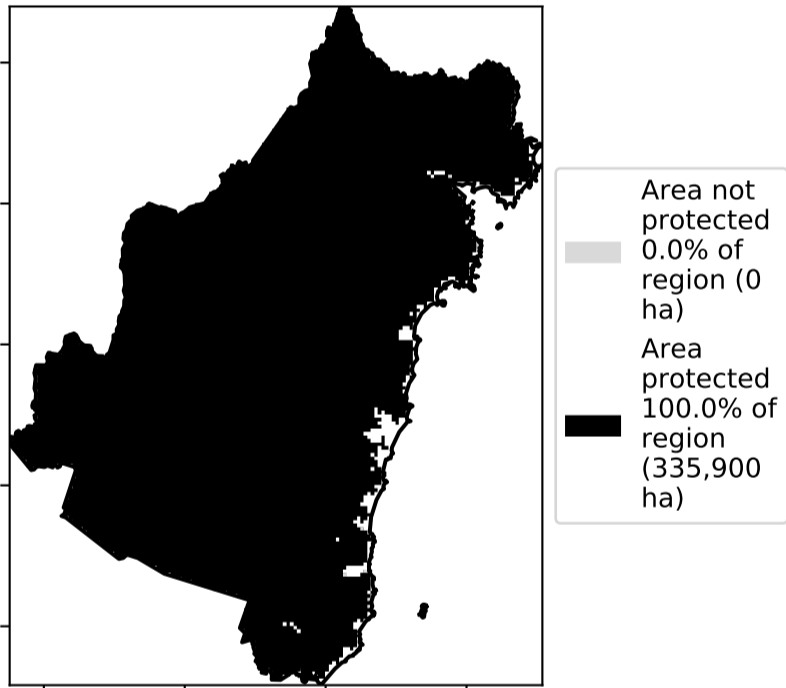 Area not
protected
0.0% of
region (0
ha)
Area
protected
100.0% of
region
(335,900
ha)